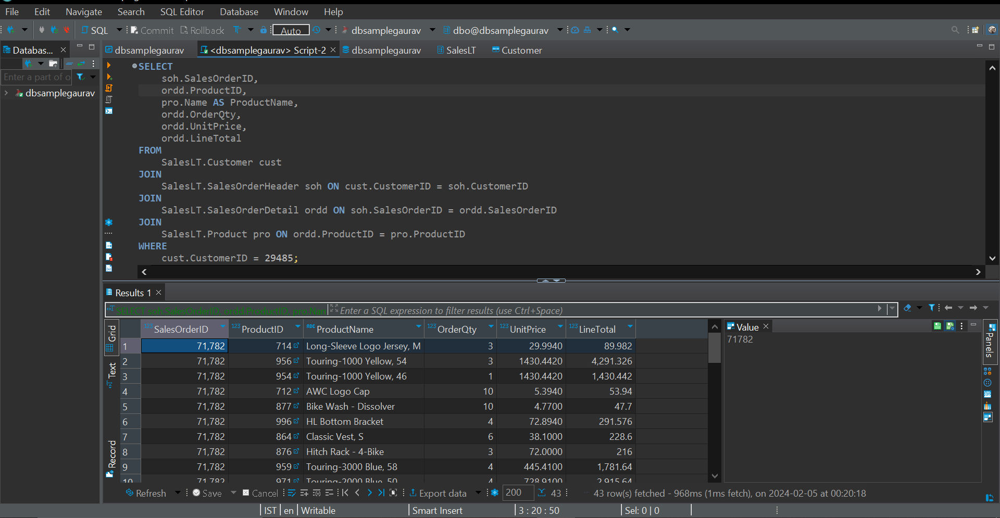 File Edit Navigate Search SQL Editor Database Window Help
SQL Commit Rollback Auto dbsamplegaurav dbo@dbsamplegaurav
Databas... dbsamplegaurav <dbsamplegaurav> Script-2 dbsamplegaurav SalesLT Customer
Enter a part of o
dbsamplegaurav
SELECT
soh.SalesOrderID,
ordd.ProductID,
pro.Name AS ProductName,
ordd.OrderQty,
ordd.UnitPrice,
ordd.LineTotal
FROM
SalesLT.Customer cust
JOIN
SalesLT.SalesOrderHeader soh ON cust.CustomerID = soh.CustomerID
JOIN
SalesLT.SalesOrderDetail ordd ON soh.SalesOrderID = ordd.SalesOrderID
JOIN
SalesLT.Product pro ON ordd.ProductID = pro.ProductID
WHERE
cust.CustomerID = 29485;
Results 1
SELECT soh.SalesOrderID, ordd.ProductID, pro.Nam Enter a SQL expression to filter results (use Ctrl+Space)
Grid
Text
Record
123 SalesOrderID 123 ProductID ABC ProductName 123 OrderQty 123 UnitPrice 123 LineTotal
1 71,782 714 Long-Sleeve Logo Jersey, M 3 29.9940 89.982
2 71,782 956 Touring-1000 Yellow, 54 3 1430.4420 4,291.326
3 71,782 954 Touring-1000 Yellow, 46 1 1430.4420 1,430.442
4 71,782 712 AWC Logo Cap 10 5.3940 53.94
5 71,782 877 Bike Wash - Dissolver 10 4.7700 47.7
6 71,782 996 HL Bottom Bracket 4 72.8940 291.576
7 71,782 864 Classic Vest, S 6 38.1000 228.6
8 71,782 876 Hitch Rack - 4-Bike 3 72.0000 216
9 71,782 959 Touring-3000 Blue, 58 4 445.4100 1,781.64
10 71,782 971 Touring-2000 Blue, 50 4 728.9100 2,915.64
Value
71782
Panels
Refresh Save Cancel Export data 200 43 43 row(s) fetched - 968ms (1ms fetch), on 2024-02-05 at 00:20:18
IST en Writable Smart Insert 3 : 20 : 50 Sel: 0 | 0